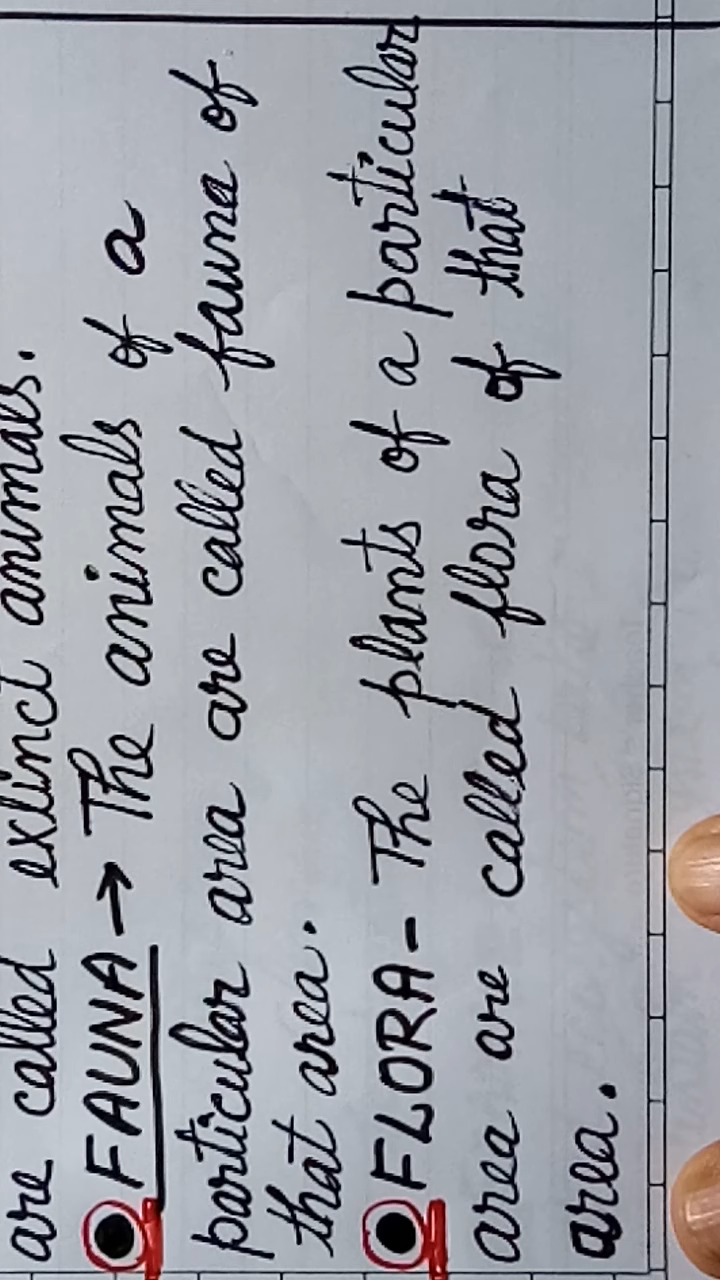 are called extinct animals.
FAUNA → The animals of a
particular area are called fauna of
that area.
FLORA - The plants of a particular
area are called flora of that
area.